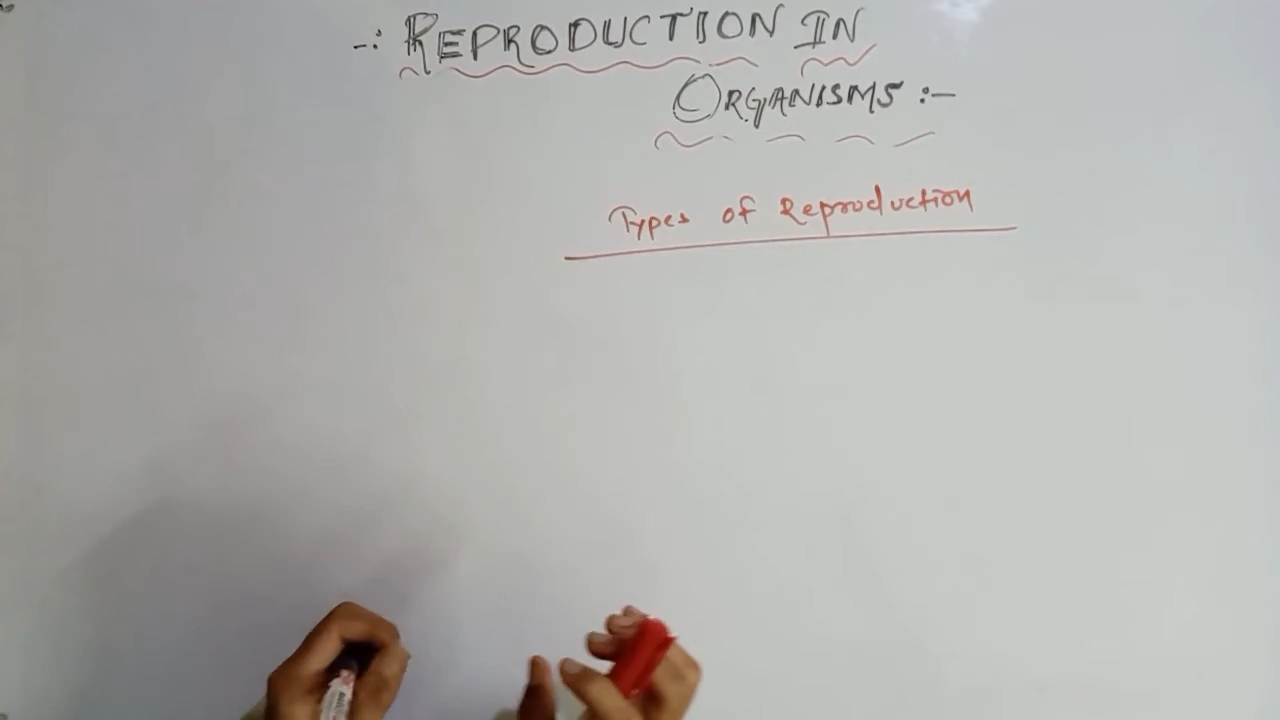 -: REPRODUCTION IN
ORGANISMS :-
Types of Reproduction